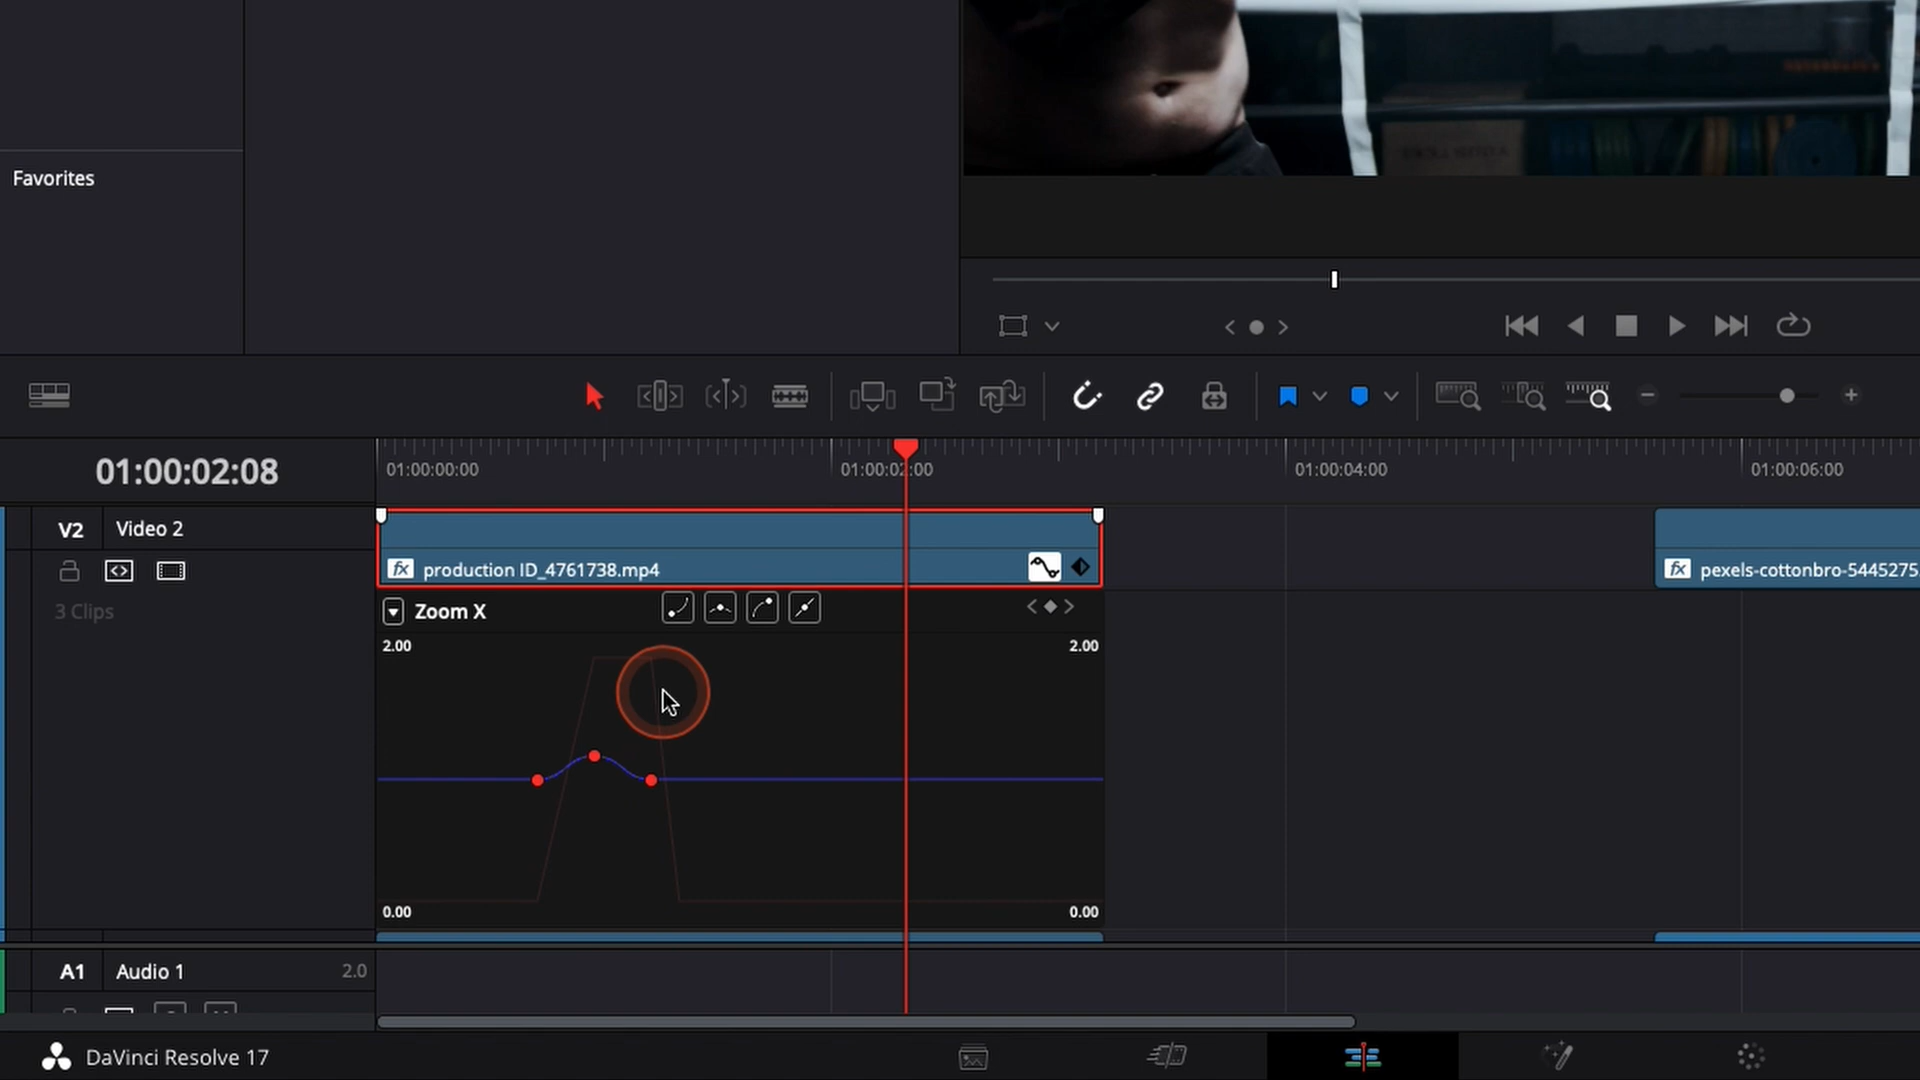 Favorites
01:00:02:08
01:00:00:00
01:00:02:00
01:00:04:00
01:00:06:00
V2
Video 2
fx
production ID_4761738.mp4
fx
pexels-cottonbro-5445275
3 Clips
Zoom X
2.00
2.00
0.00
0.00
A1
Audio 1
2.0
DaVinci Resolve 17